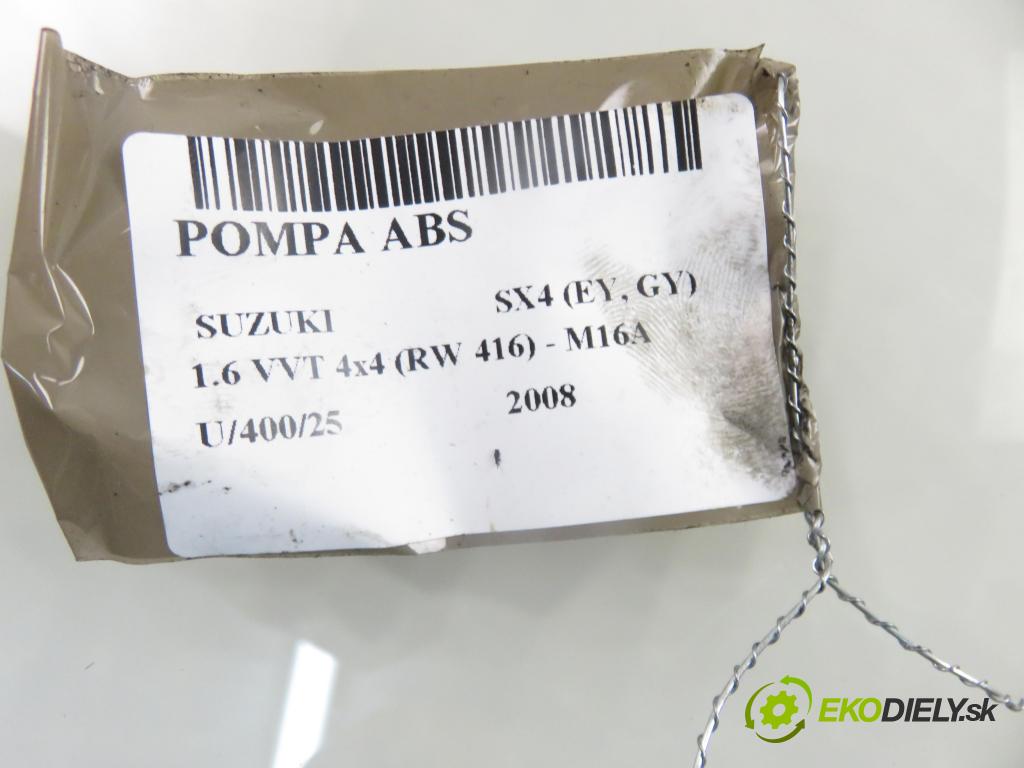 POMPA ABS
SUZUKI SX4 (EY, GY)
1.6 VVT 4x4 (RW 416) - M16A
U/400/25 2008
EKODIELY.sk